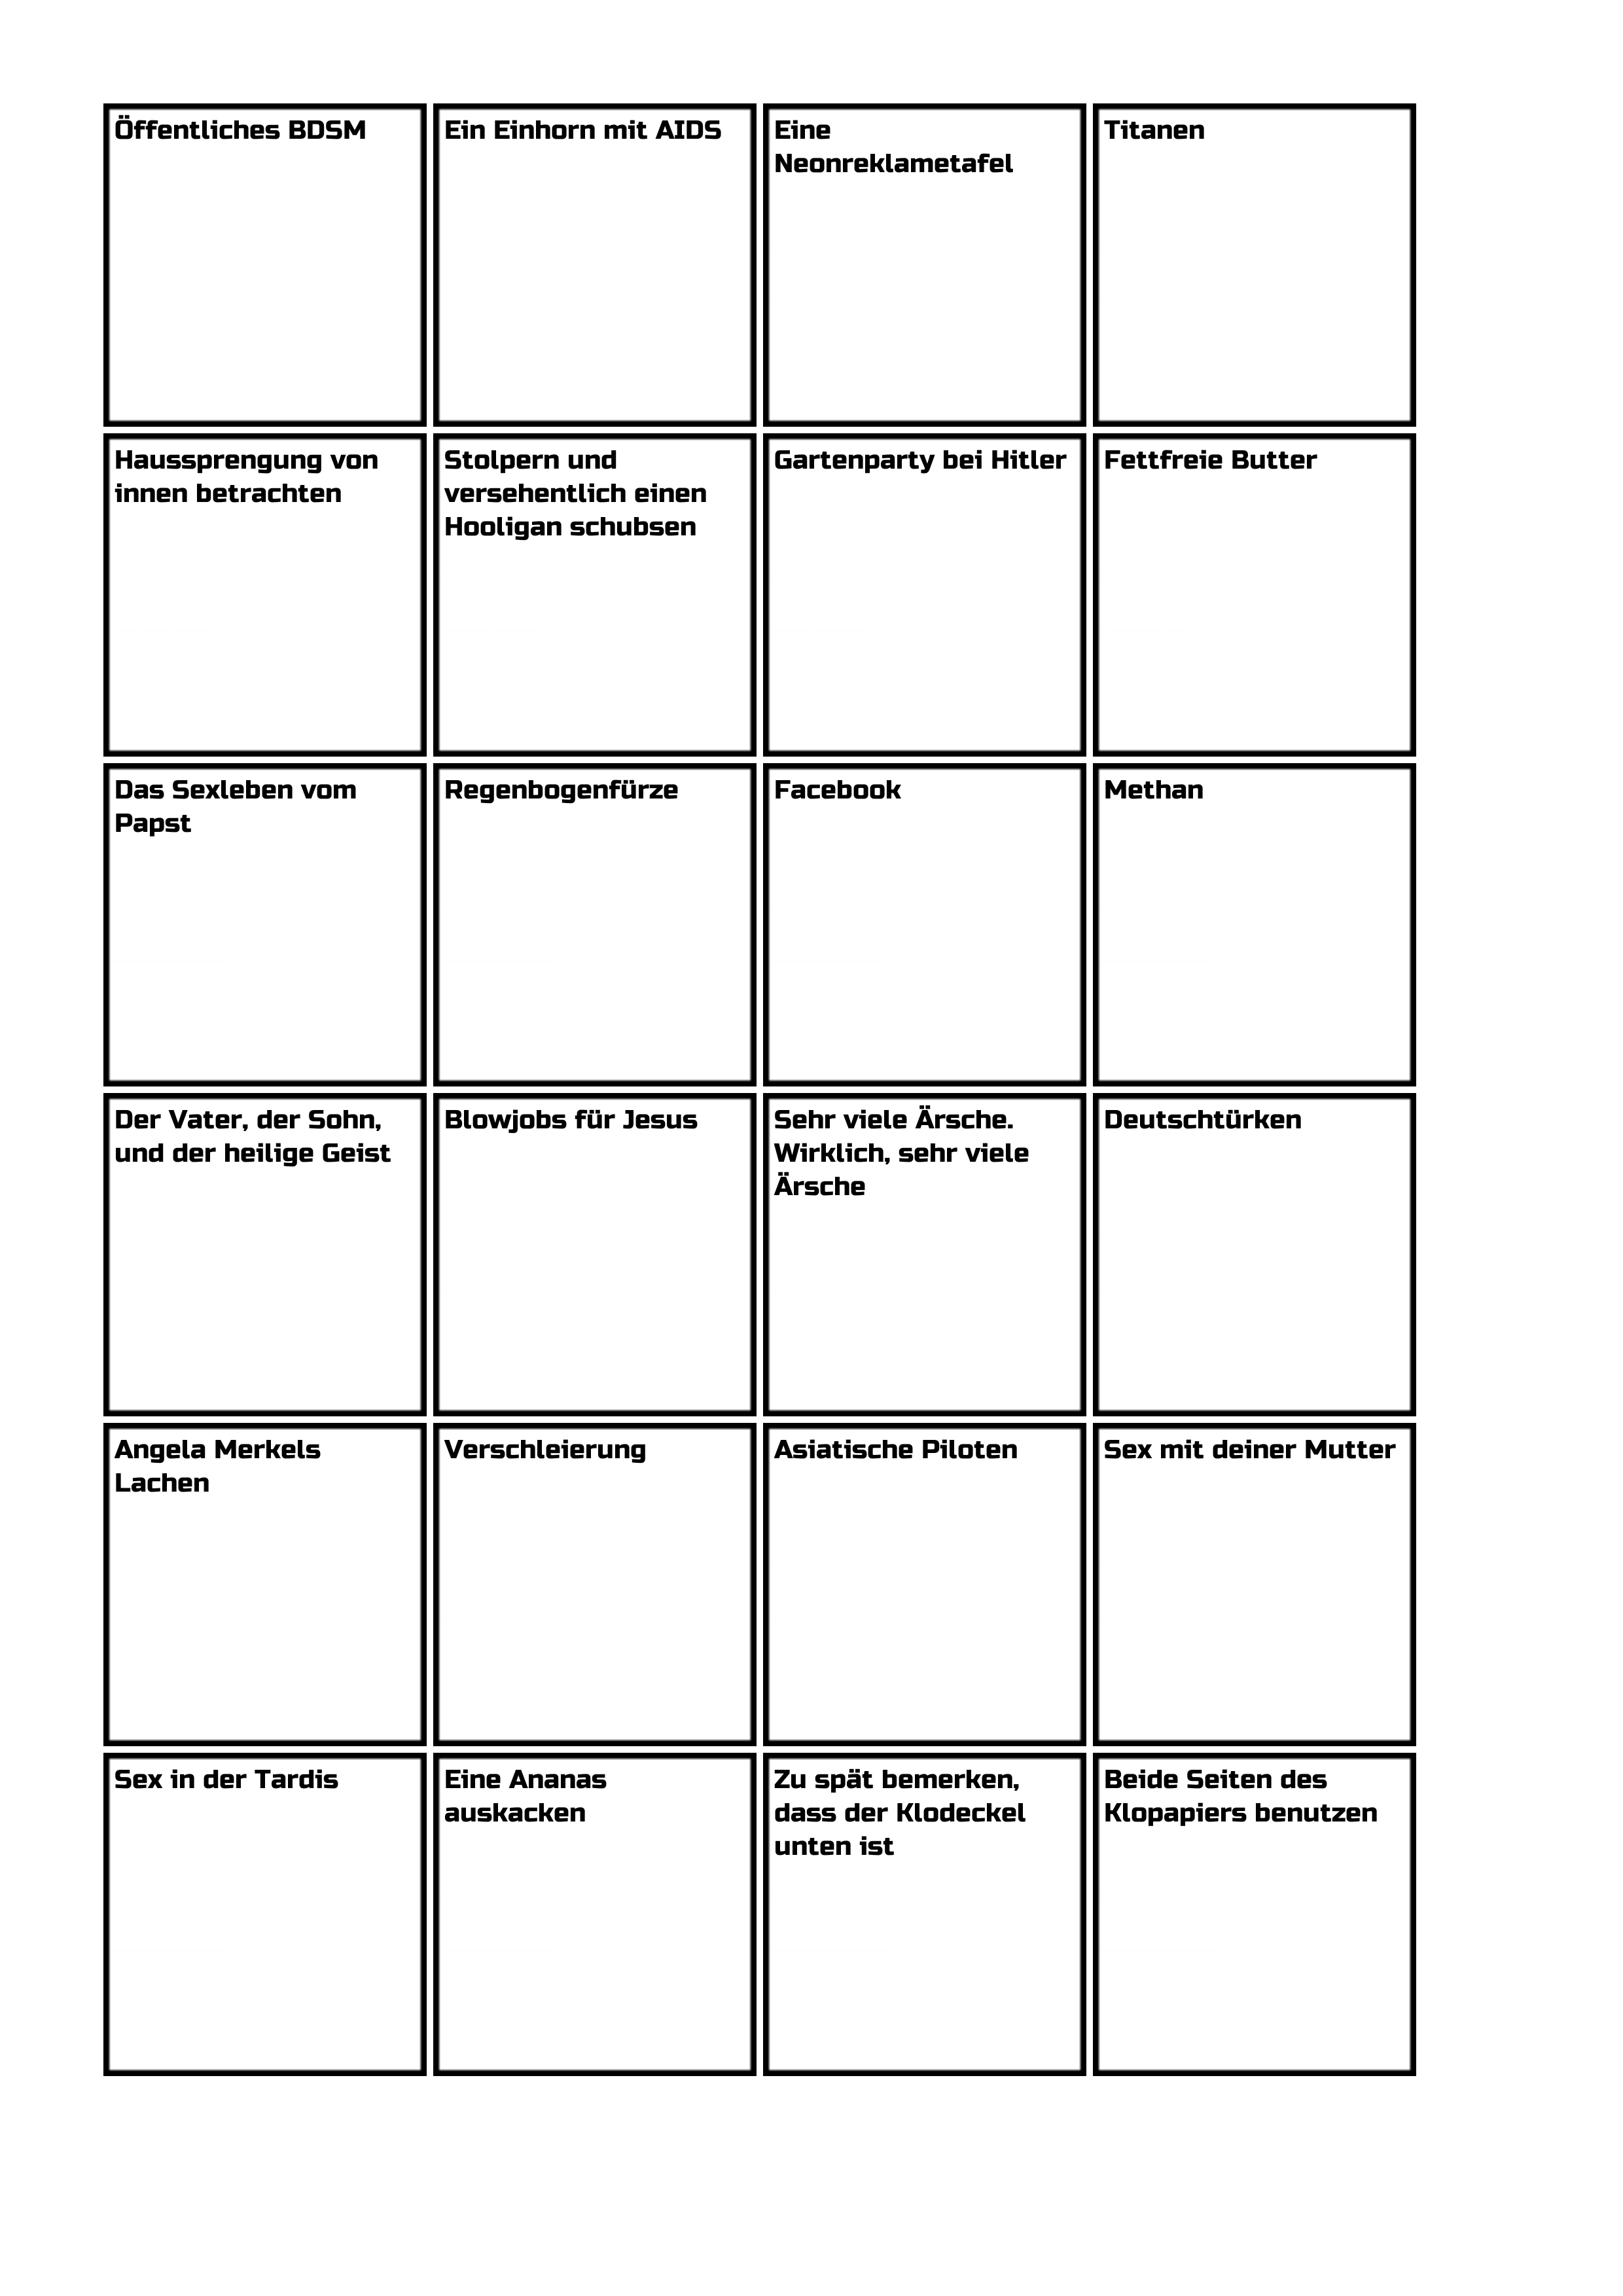 Öffentliches BDSM
Ein Einhorn mit AIDS
Eine
Neonreklametafel
Titanen
Haussprengung von
innen betrachten
Stolpern und
versehentlich einen
Hooligan schubsen
Gartenparty bei Hitler
Fettfreie Butter
Das Sexleben vom
Papst
Regenbogenfürze
Facebook
Methan
Der Vater, der Sohn,
und der heilige Geist
Blowjobs für Jesus
Sehr viele Ärsche.
Wirklich, sehr viele
Ärsche
Deutschtürken
Angela Merkels
Lachen
Verschleierung
Asiatische Piloten
Sex mit deiner Mutter
Sex in der Tardis
Eine Ananas
auskacken
Zu spät bemerken,
dass der Klodeckel
unten ist
Beide Seiten des
Klopapiers benutzen